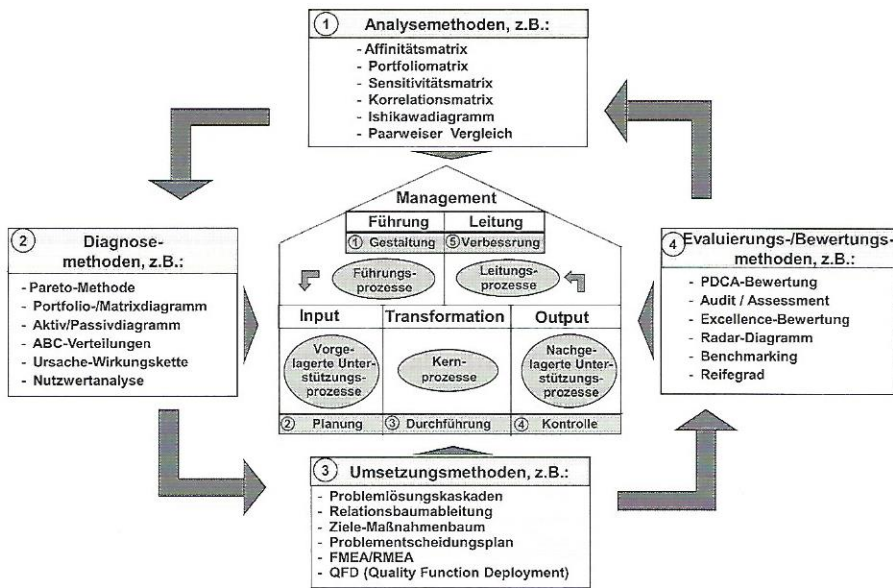 1 Analysemethoden, z.B.:
- Affinitätsmatrix
- Portfoliomatrix
- Sensitivitätsmatrix
- Korrelationsmatrix
- Ishikawadiagramm
- Paarweiser Vergleich
2 Diagnose-
methoden, z.B.:
- Pareto-Methode
- Portfolio-/Matrixdiagramm
- Aktiv/Passivdiagramm
- ABC-Verteilungen
- Ursache-Wirkungskette
- Nutzwertanalyse
Management
Führung Leitung
1 Gestaltung 5 Verbessrung
Führungs-
prozesse
Leitungs-
prozesse
Input Transformation Output
Vorge-
lagerte Unter-
stützungs-
prozesse
Kern-
prozesse
Nachge-
lagerte Unter-
stützungs-
prozesse
2 Planung 3 Durchführung 4 Kontrolle
4 Evaluierungs-/Bewertungs-
methoden, z.B.:
- PDCA-Bewertung
- Audit / Assessment
- Excellence-Bewertung
- Radar-Diagramm
- Benchmarking
- Reifegrad
3 Umsetzungsmethoden, z.B.:
- Problemlösungskaskaden
- Relationsbaumableitung
- Ziele-Maßnahmenbaum
- Problementscheidungsplan
- FMEA/RMEA
- QFD (Quality Function Deployment)